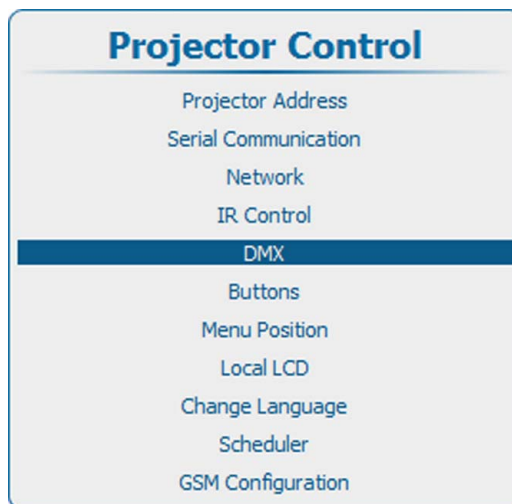 Projector Control
Projector Address
Serial Communication
Network
IR Control
DMX
Buttons
Menu Position
Local LCD
Change Language
Scheduler
GSM Configuration